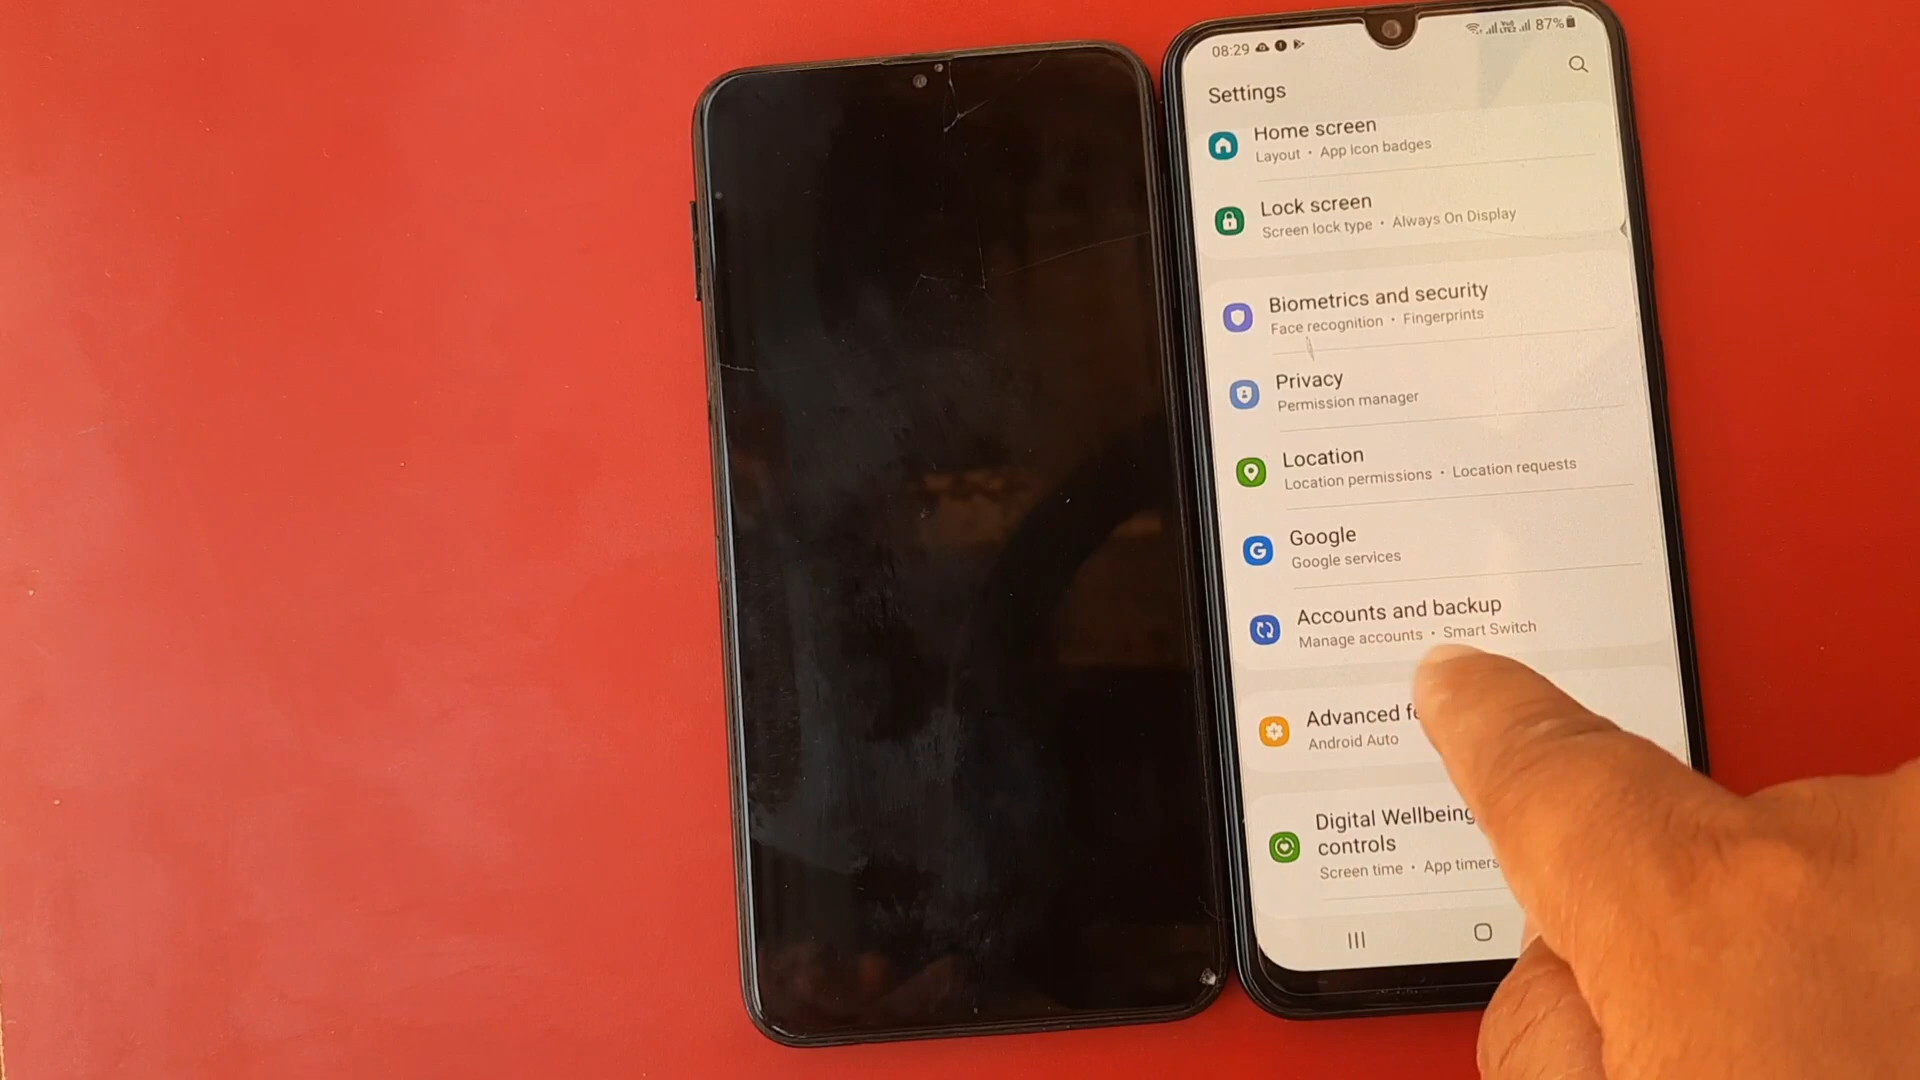 08:29
87%
Settings
Home screen
Layout • App icon badges
Lock screen
Screen lock type • Always On Display
Biometrics and security
Face recognition • Fingerprints
Privacy
Permission manager
Location
Location permissions • Location requests
Google
Google services
Accounts and backup
Manage accounts • Smart Switch
Advanced
Android Auto
Digital Wellbeing
controls
Screen time • App timers